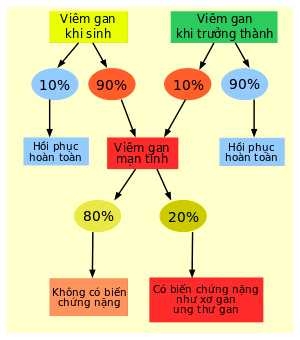 Viêm gan
khi sinh
Viêm gan
khi trưởng thành
10%
90%
10%
90%
Hồi phục
hoàn toàn
Viêm gan
mạn tính
Hồi phục
hoàn toàn
80%
20%
Không có biến
chứng nặng
Có biến chứng nặng
như xơ gan
ung thư gan